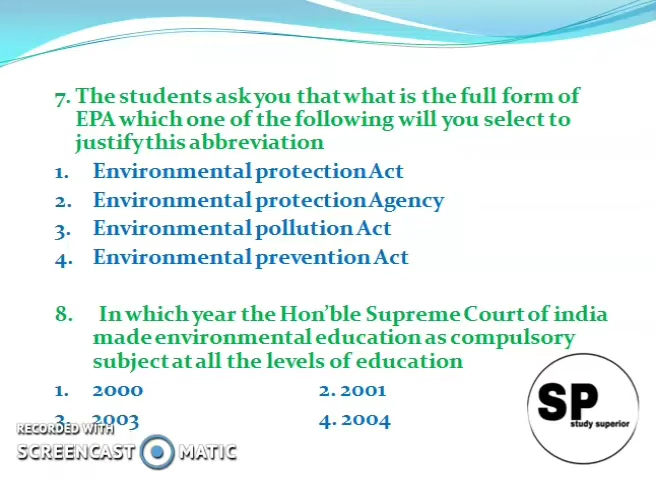 7. The students ask you that what is the full form of
EPA which one of the following will you select to
justify this abbreviation
1. Environmental protection Act
2. Environmental protection Agency
3. Environmental pollution Act
4. Environmental prevention Act
8. In which year the Hon'ble Supreme Court of india
made environmental education as compulsory
subject at all the levels of education
1. 2000 2. 2001
3. 2003 4. 2004
SP
study superior
RECORDED WITH
SCREENCAST MATIC